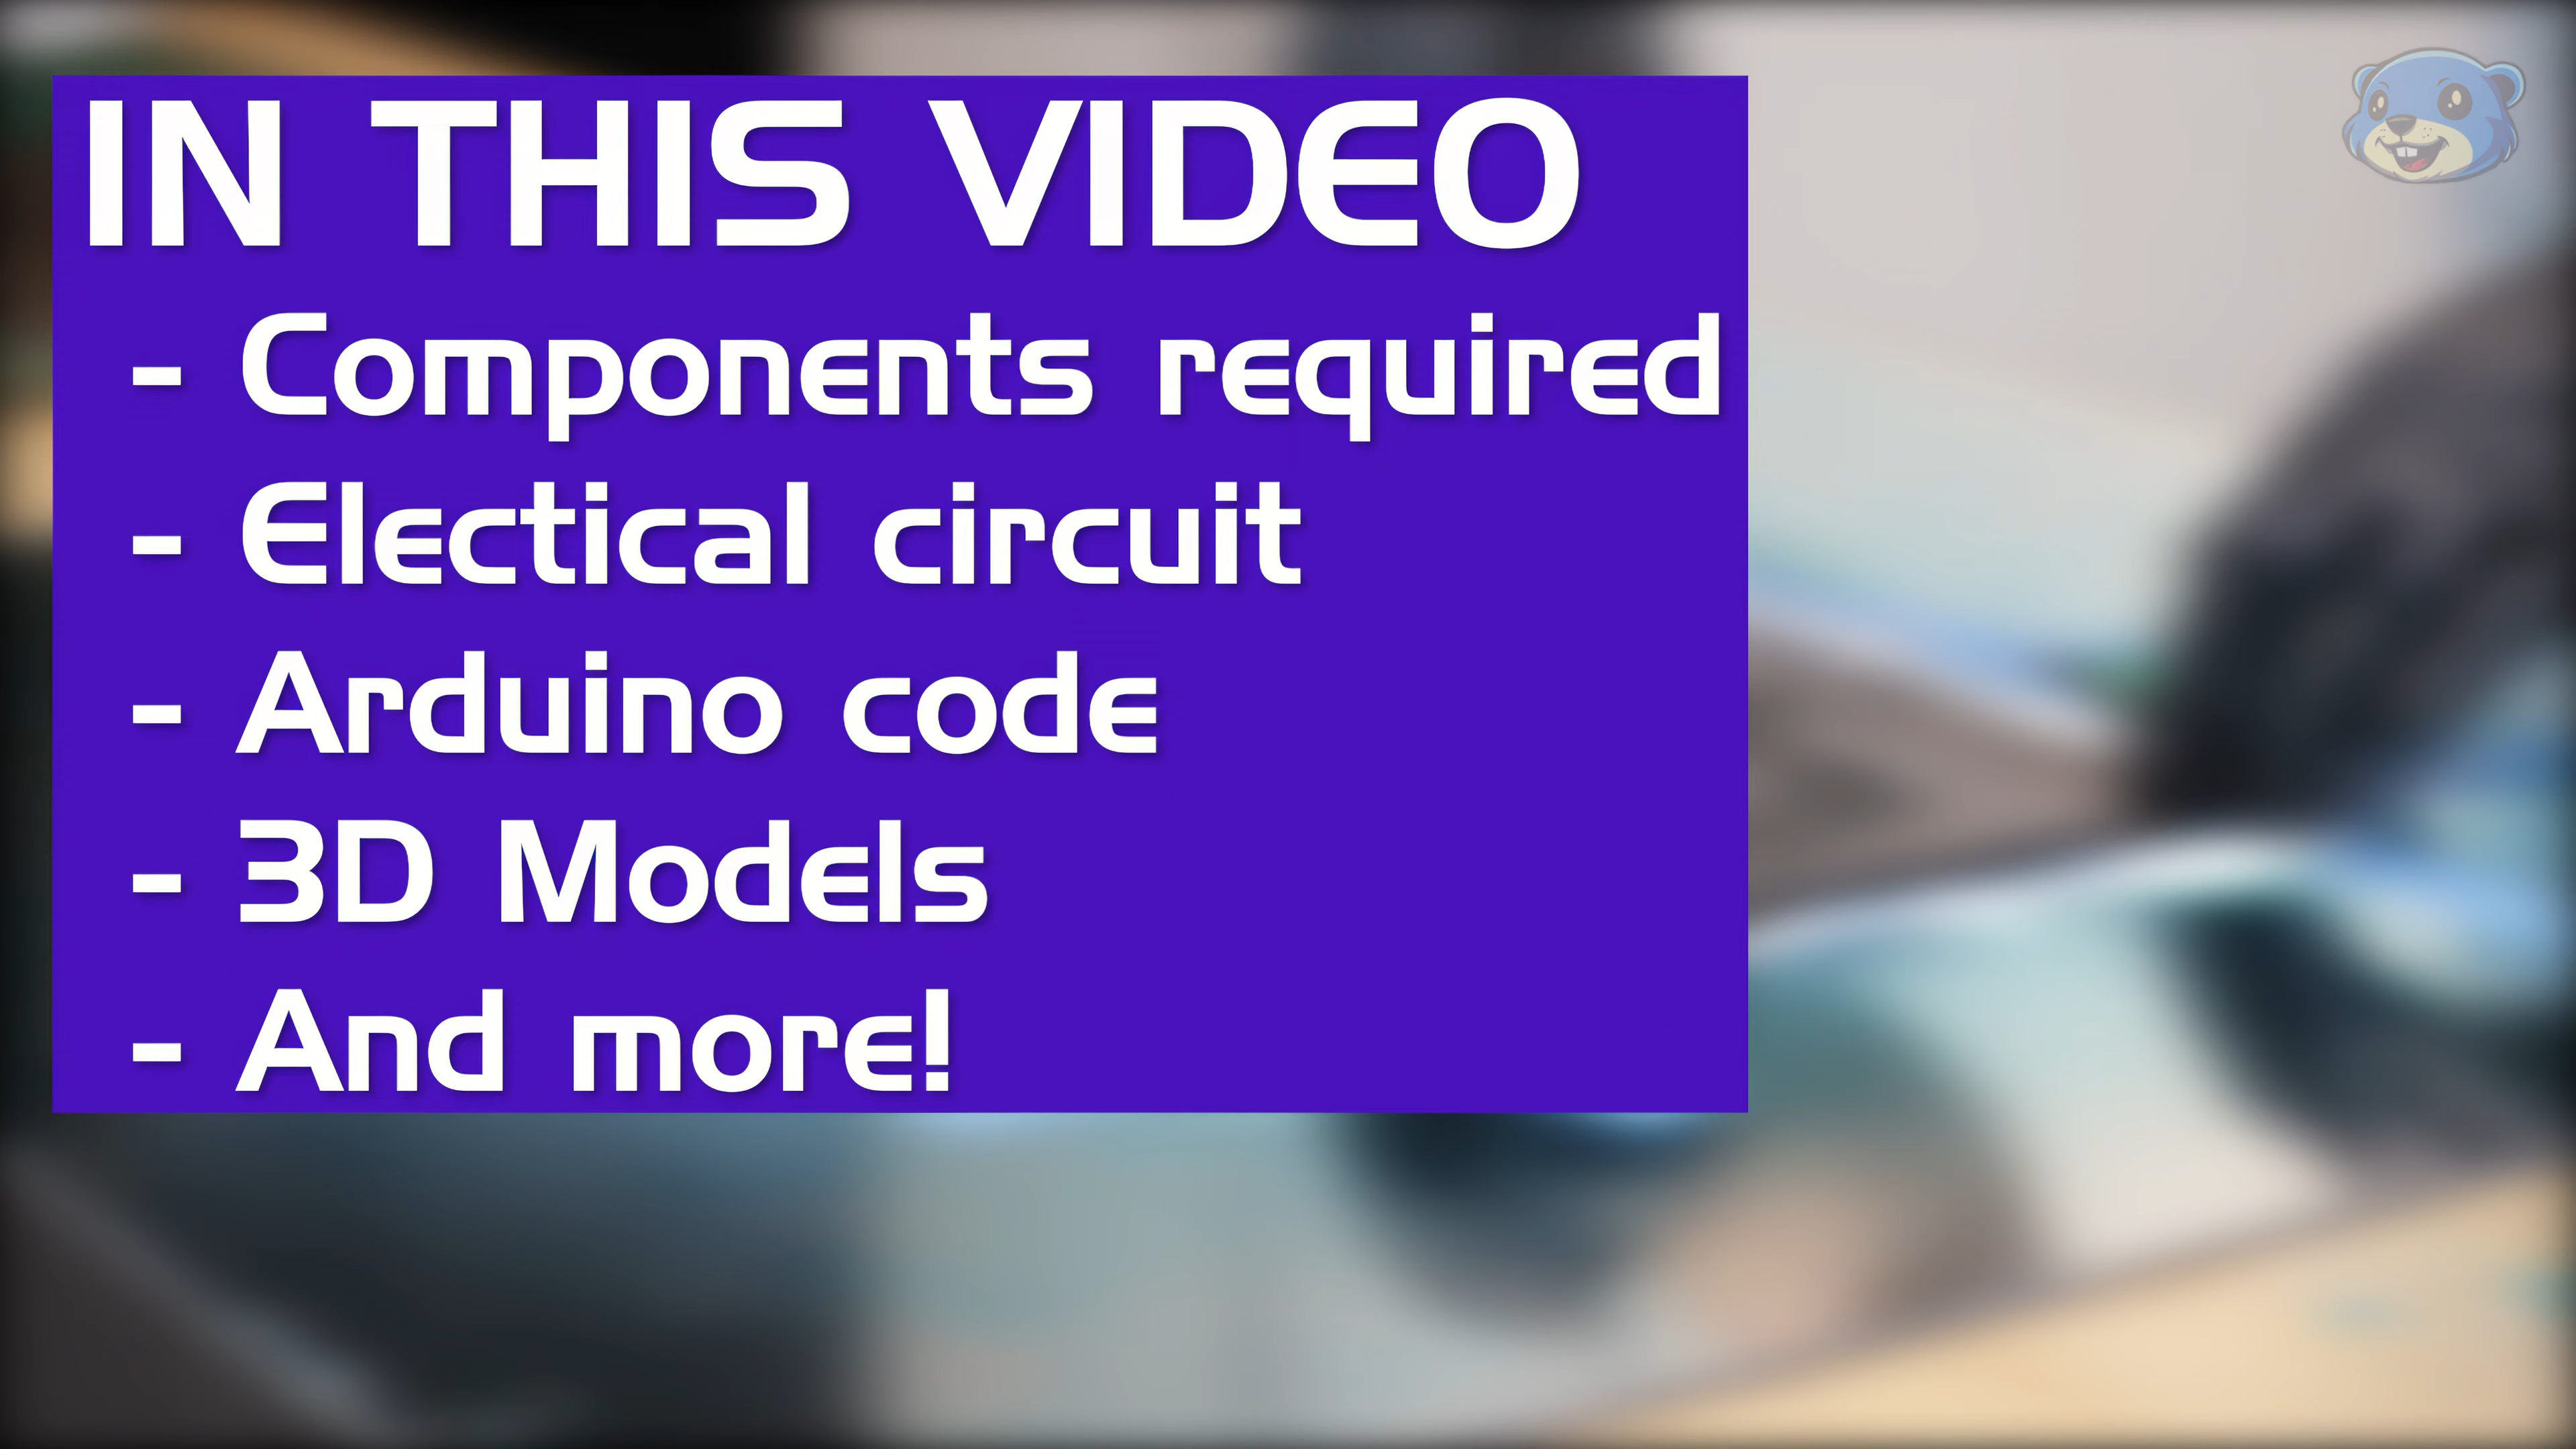 IN THIS VIDEO
- Components required
- Electical circuit
- Arduino code
- 3D Models
- And more!